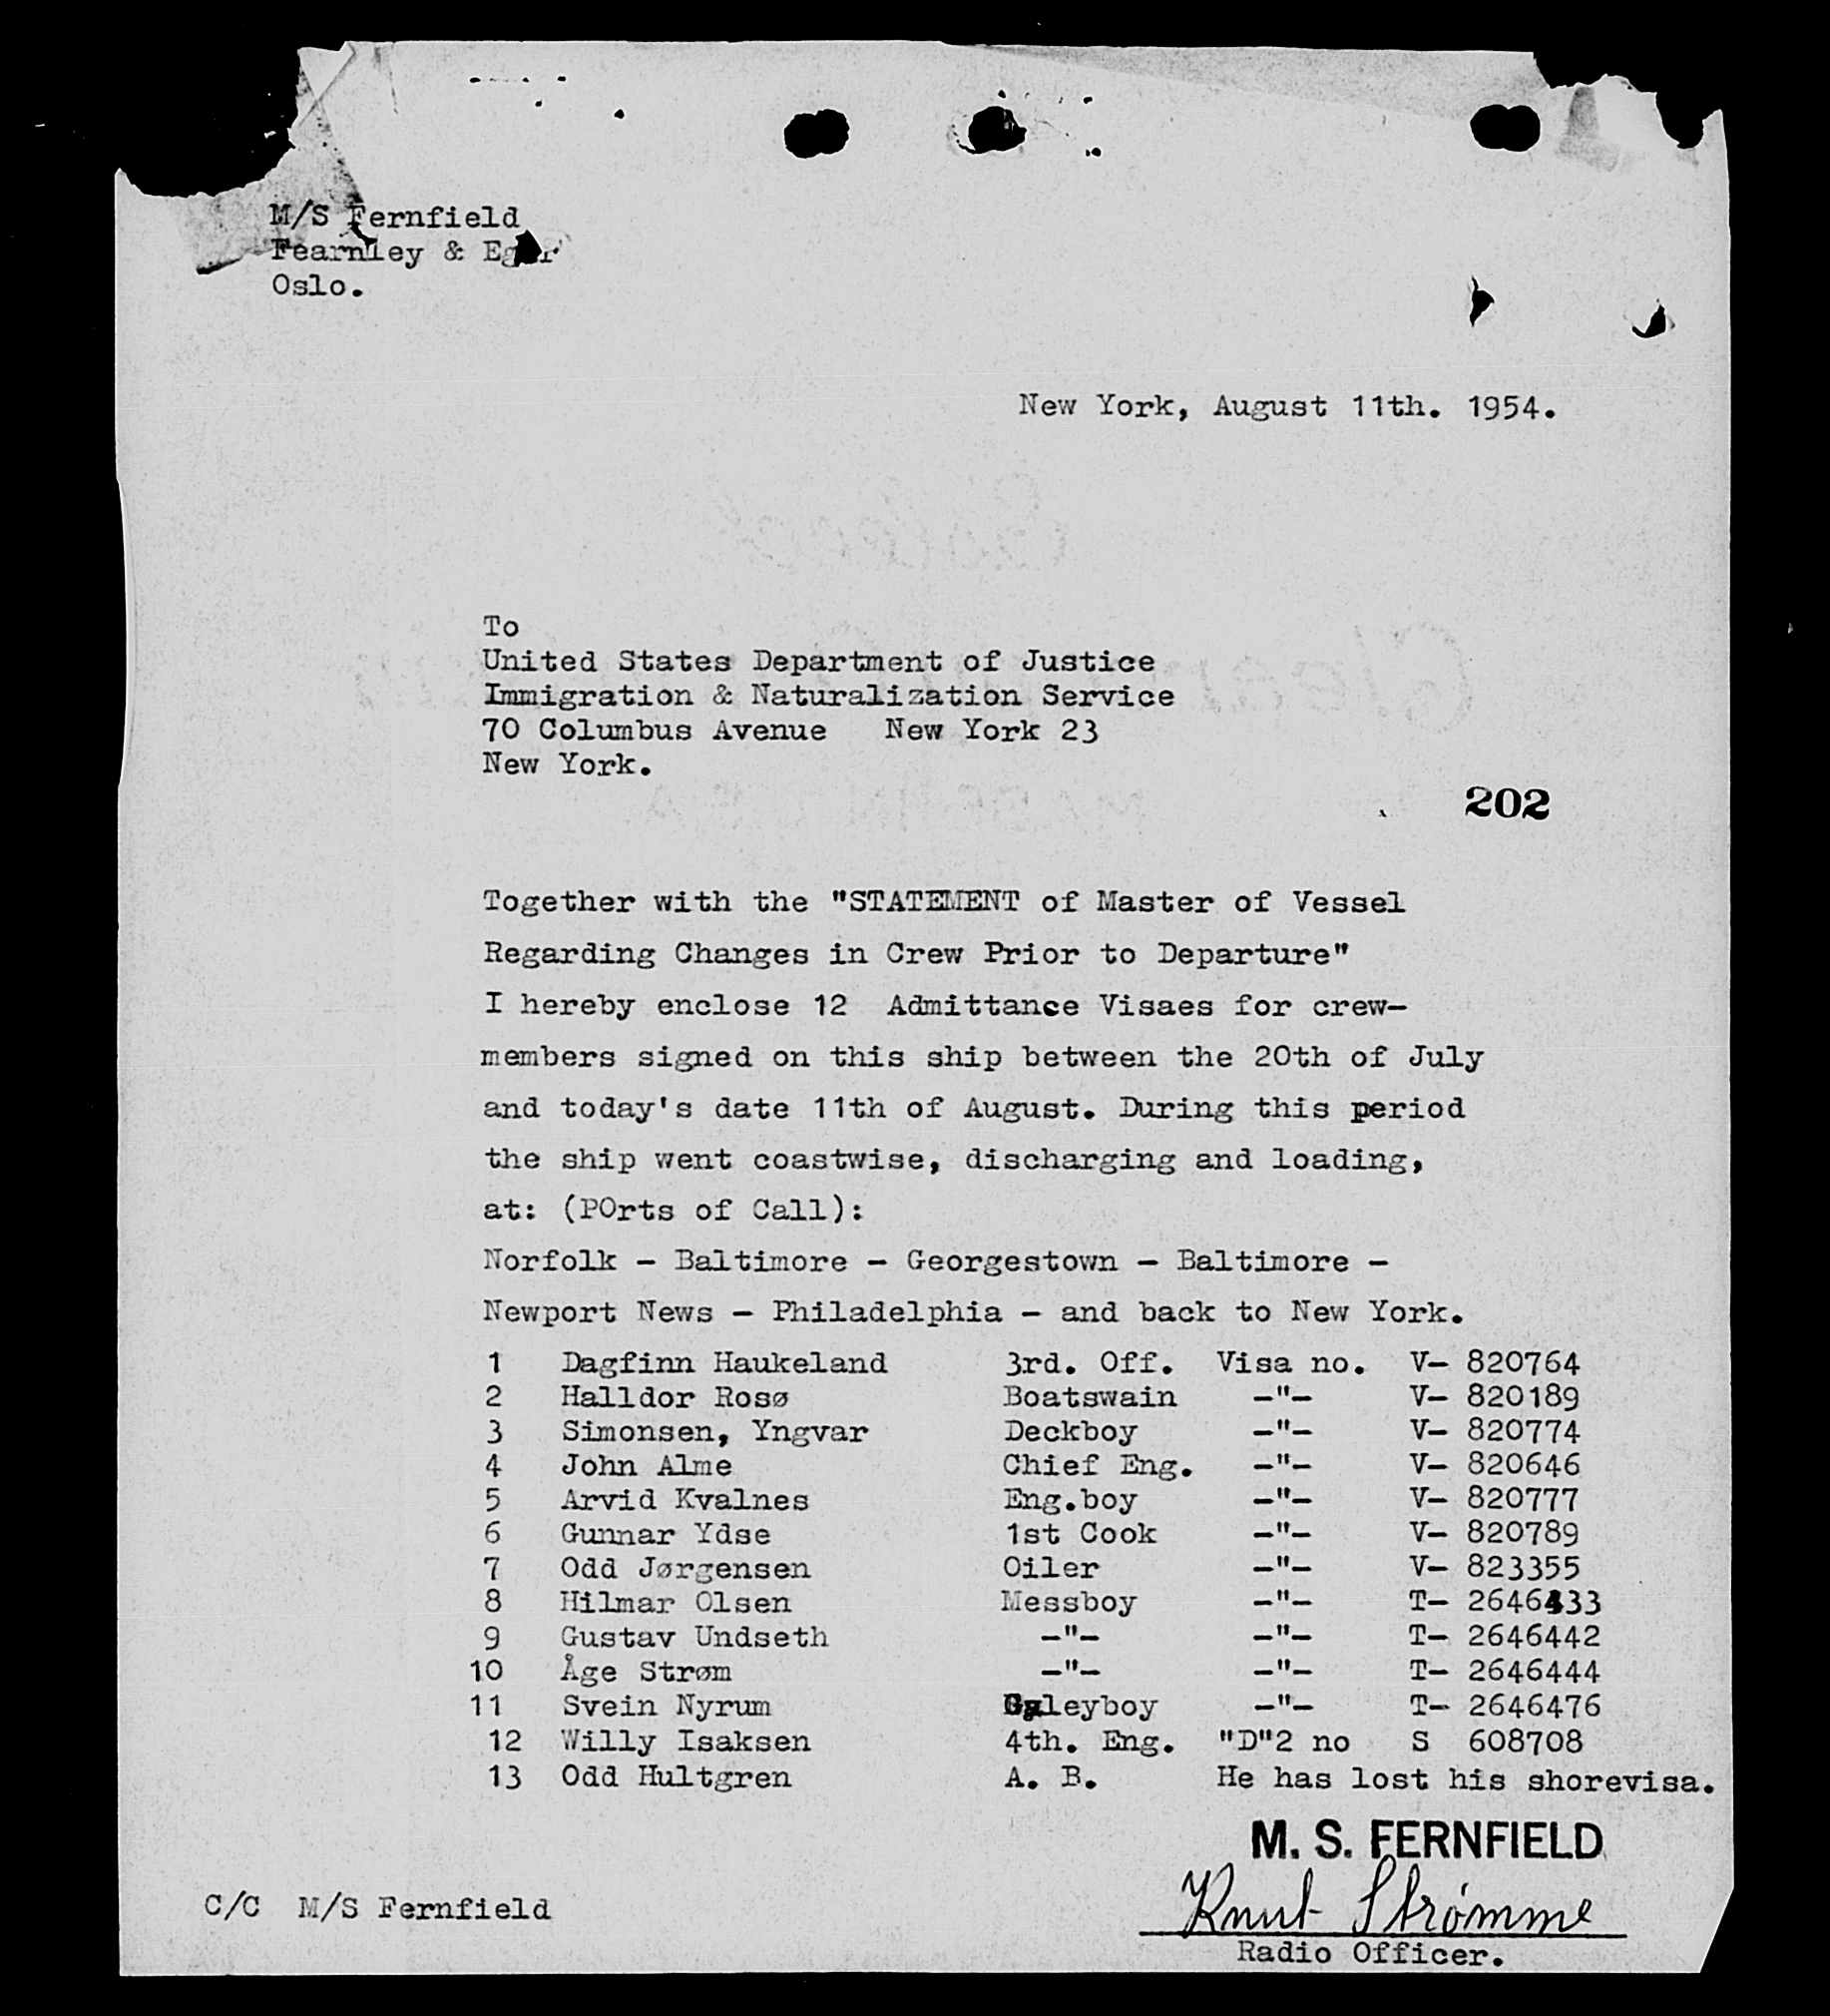 M/S Fernfield
Fearnley & Eger
Oslo.
New York, August 11th. 1954.
To
United States Department of Justice
Immigration & Naturalization Service
70 Columbus Avenue New York 23
New York.
202
Together with the "STATEMENT of Master of Vessel
Regarding Changes in Crew Prior to Departure"
I hereby enclose 12 Admittance Visaes for crew-
members signed on this ship between the 20th of July
and today's date 11th of August. During this period
the ship went coastwise, discharging and loading,
at: (POrts of Call):
Norfolk - Baltimore - Georgestown - Baltimore -
Newport News - Philadelphia - and back to New York.
1 Dagfinn Haukeland 3rd. Off. Visa no. V- 820764
2 Halldor Rosø Boatswain -"- V- 820189
3 Simonsen, Yngvar Deckboy -"- V- 820774
4 John Alme Chief Eng. -"- V- 820646
5 Arvid Kvalnes Eng.boy -"- V- 820777
6 Gunnar Ydse 1st Cook -"- V- 820789
7 Odd Jørgensen Oiler -"- V- 823355
8 Hilmar Olsen Messboy -"- T-
9 Gustav Undseth -"- -"- T- 2646442
10 Åge Strøm -"- -"- T- 2646444
11 Svein Nyrum Galeyboy -"- T- 2646476
12 Willy Isaksen 4th. Eng. "D"2 no S 608708
13 Odd Hultgren A. B. He has lost his shorevisa.
M. S. FERNFIELD
Knut Strømme
C/C M/S Fernfield
Radio Officer.